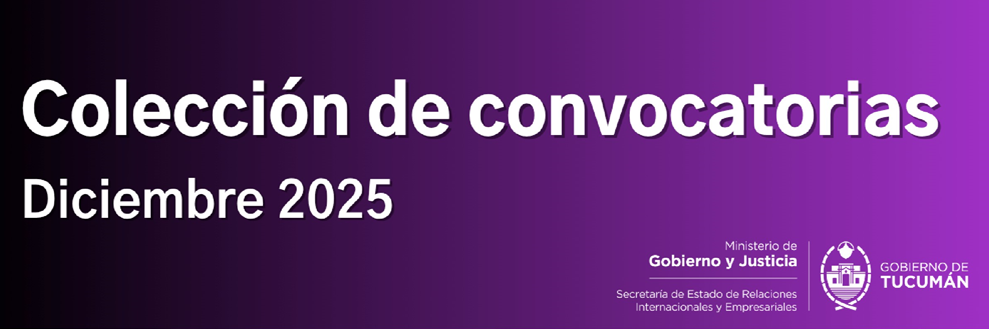 Colección de convocatorias
Diciembre 2025
Ministerio de
Gobierno y Justicia
Secretaría de Estado de Relaciones
Internacionales y Empresariales
GOBIERNO DE
TUCUMÁN